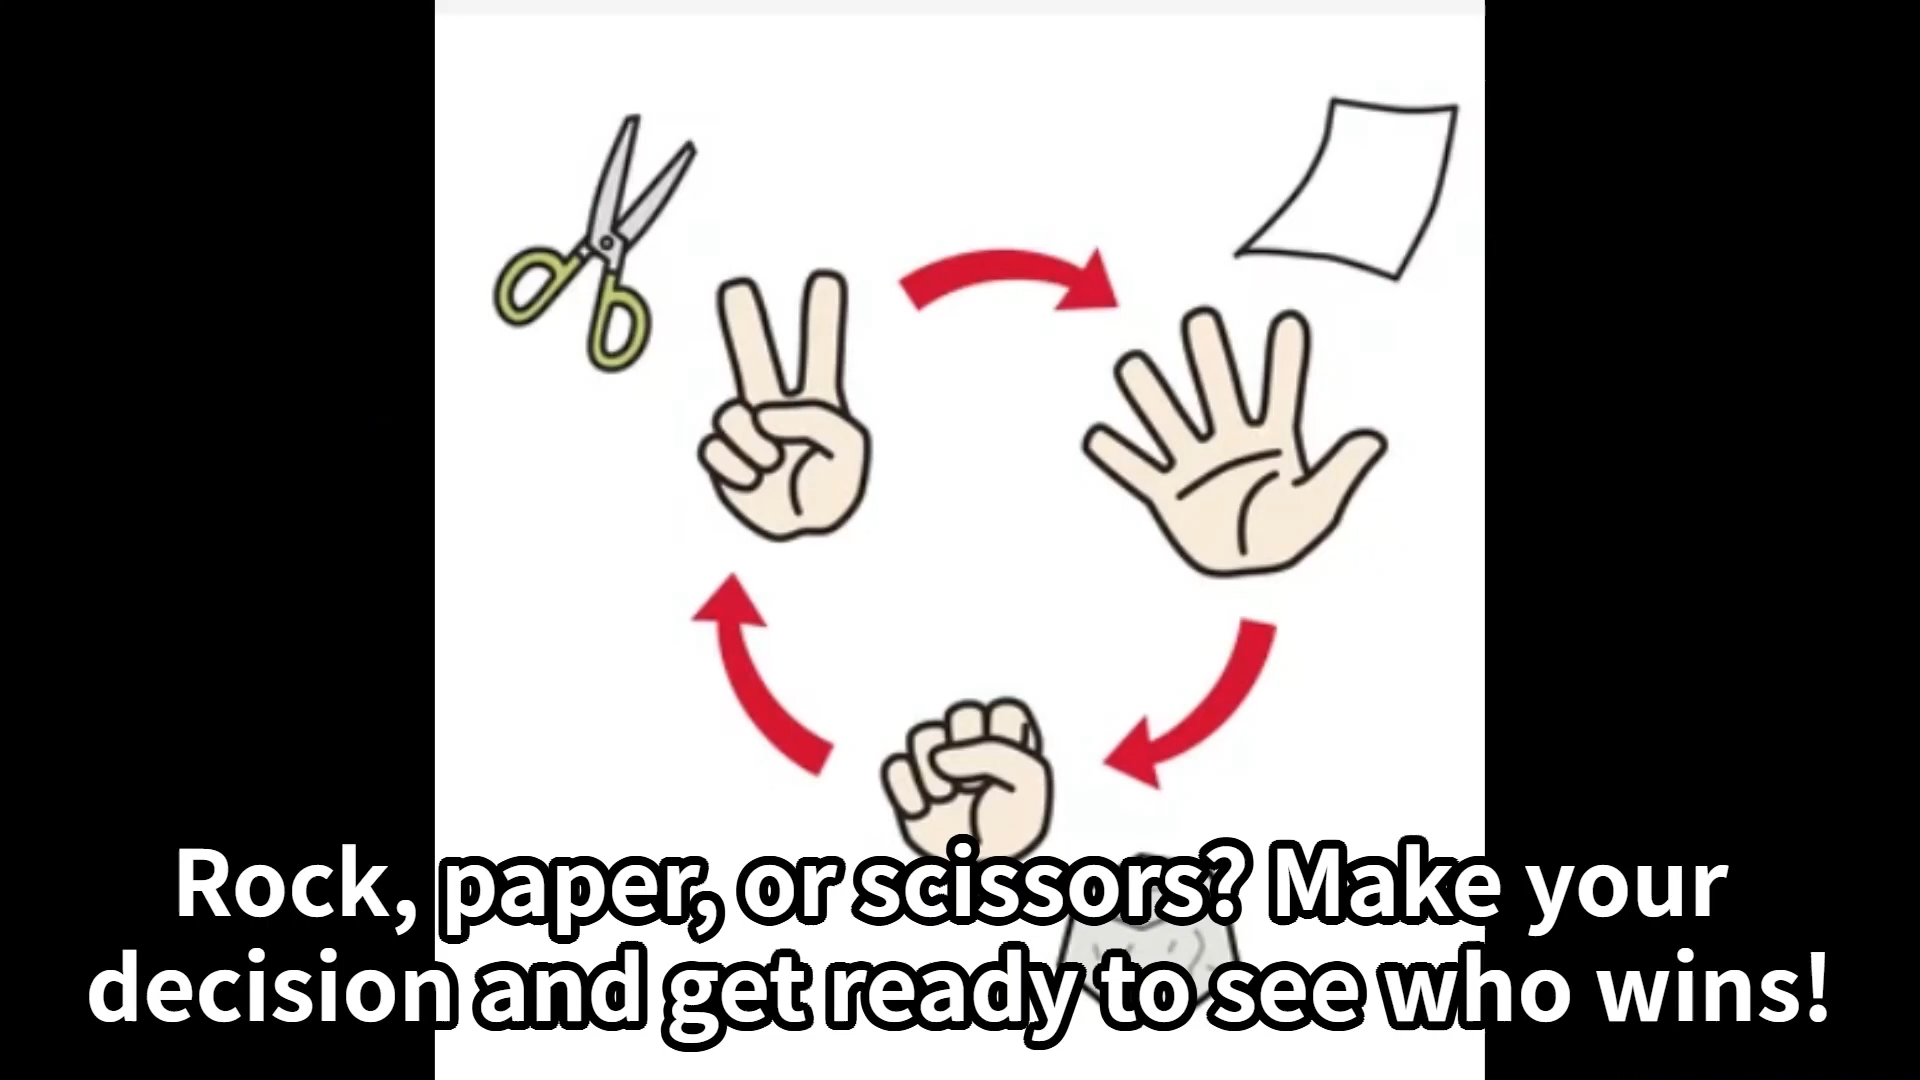 Rock, paper, or scissors? Make your
decision and get ready to see who wins!